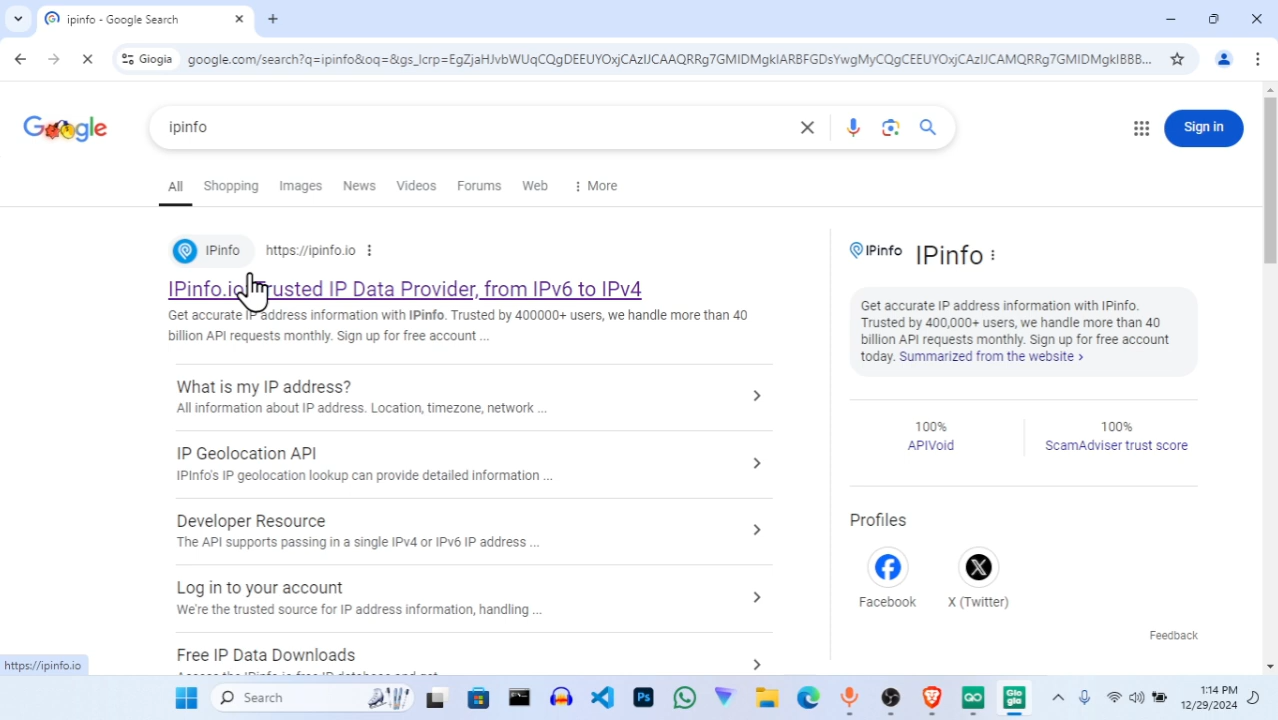 ipinfo - Google Search
Giogia google.com/search?q=ipinfo&oq=&gs_lcrp=EgZjaHJvbWUqCQgDEEUYOxjCAzIJCAAQRRg7GMIDMgkIARBFGDsYwgMyCQgCEEUYOxjCAzIJCAMQRRg7GMIDMgkIBBB...
Google
ipinfo
Sign in
All Shopping Images News Videos Forums Web More
IPinfo https://ipinfo.io
IPinfo.io Trusted IP Data Provider, from IPv6 to IPv4
Get accurate IP address information with IPinfo. Trusted by 400000+ users, we handle more than 40
billion API requests monthly. Sign up for free account ...
What is my IP address?
All information about IP address. Location, timezone, network ...
IP Geolocation API
IPInfo's IP geolocation lookup can provide detailed information ...
Developer Resource
The API supports passing in a single IPv4 or IPv6 IP address ...
Log in to your account
We're the trusted source for IP address information, handling ...
Free IP Data Downloads
IPinfo IPinfo
Get accurate IP address information with IPinfo.
Trusted by 400,000+ users, we handle more than 40
billion API requests monthly. Sign up for free account
today. Summarized from the website
100%
APIVoid
100%
ScamAdviser trust score
Profiles
Facebook
X (Twitter)
Feedback
https://ipinfo.io
Search
Ps
Gio
gia
1:14 PM
12/29/2024